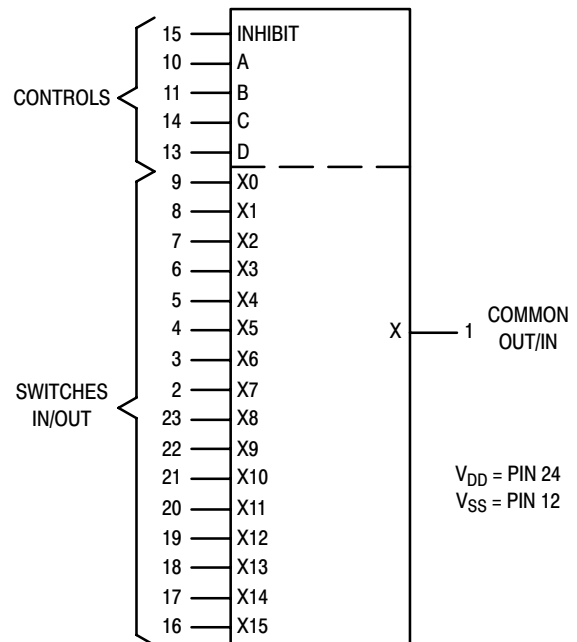 CONTROLS
15 INHIBIT
10 A
11 B
14 C
13 D
SWITCHES
IN/OUT
9 X0
8 X1
7 X2
6 X3
5 X4
4 X5
3 X6
2 X7
23 X8
22 X9
21 X10
20 X11
19 X12
18 X13
17 X14
16 X15
X 1 COMMON
OUT/IN
VDD = PIN 24
VSS = PIN 12